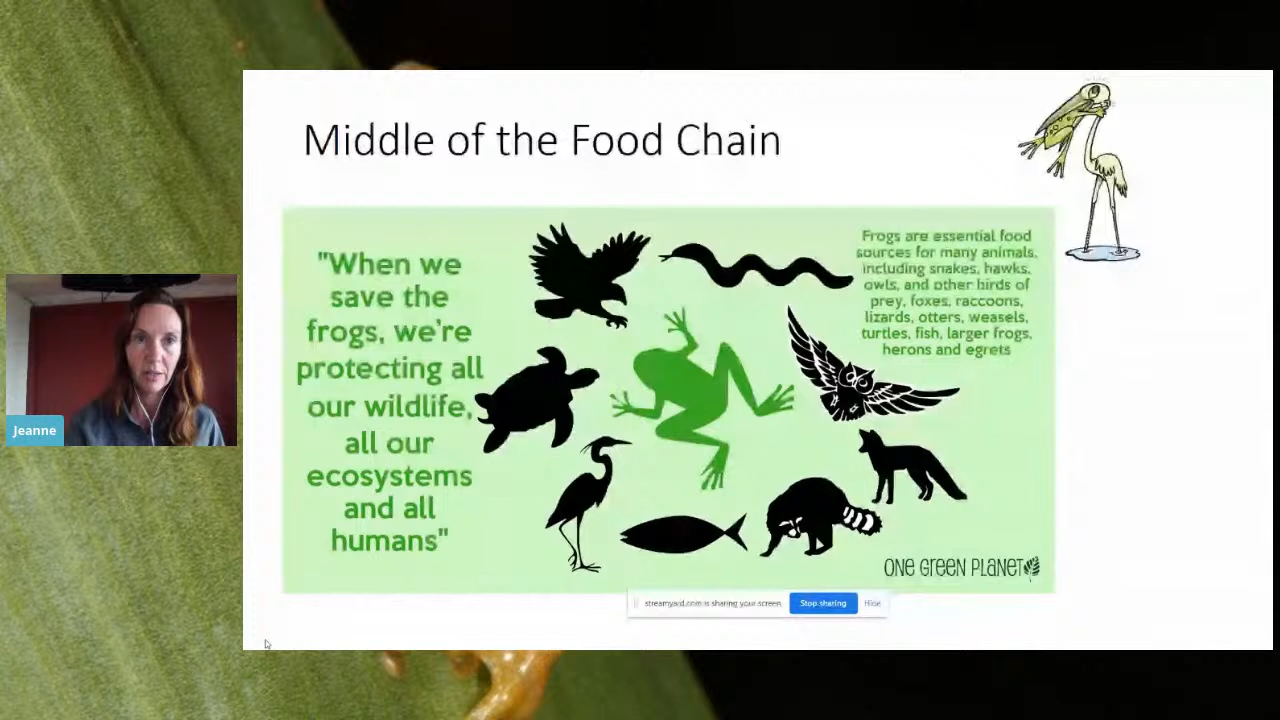 Middle of the Food Chain
"When we
save the
frogs, we're
protecting all
our wildlife,
all our
ecosystems
and all
humans"
Frogs are essential food
sources for many animals,
including snakes, hawks,
owls, and other birds of
prey, foxes, raccoons,
lizards, otters, weasels,
turtles, fish, larger frogs,
herons and egrets
ONE GREEN PLANET
streamyard.com is sharing your screen.
Stop sharing
Hide
Jeanne